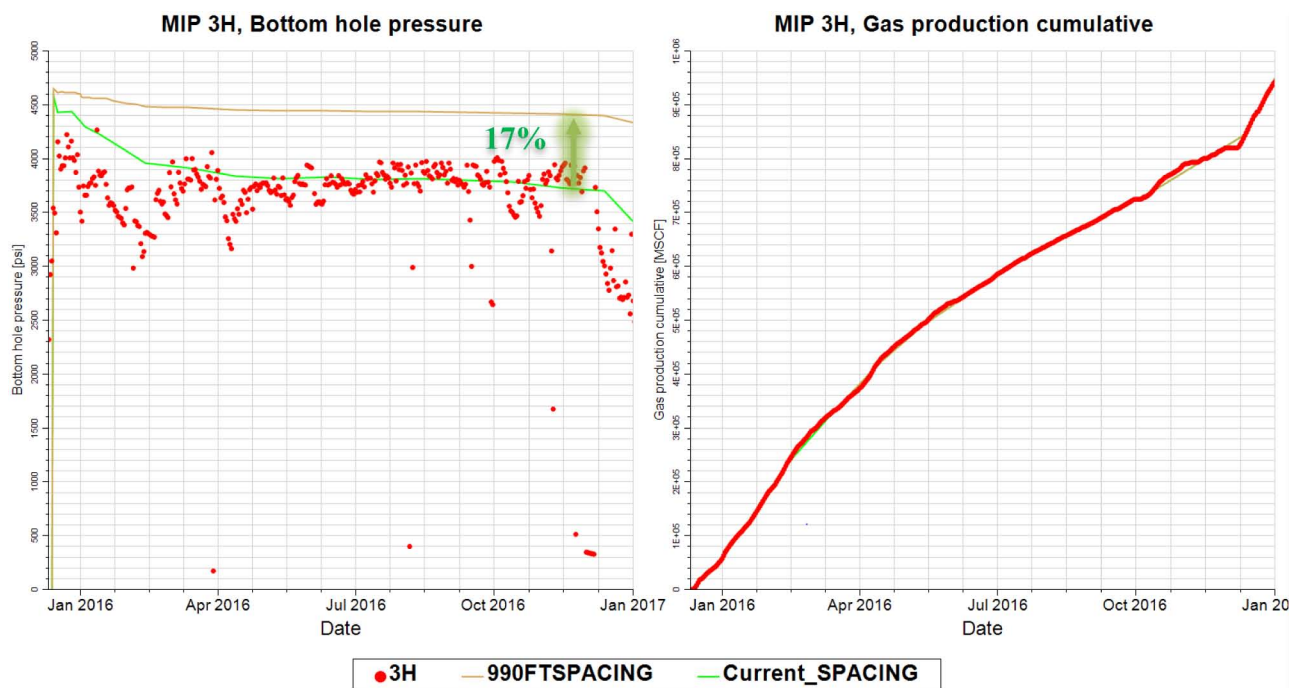 MIP 3H, Bottom hole pressure
5000
4500
4000
3500
3000
2500
2000
1500
1000
500
0
Bottom hole pressure [psi]
17%
Jan 2016 Apr 2016 Jul 2016 Oct 2016 Jan 2017
Date
MIP 3H, Gas production cumulative
1E+06
9E+05
8E+05
7E+05
6E+05
5E+05
4E+05
3E+05
2E+05
1E+05
0
Gas production cumulative [MSCF]
Jan 2016 Apr 2016 Jul 2016 Oct 2016 Jan 20
Date
3H 990FTSPACING Current_SPACING